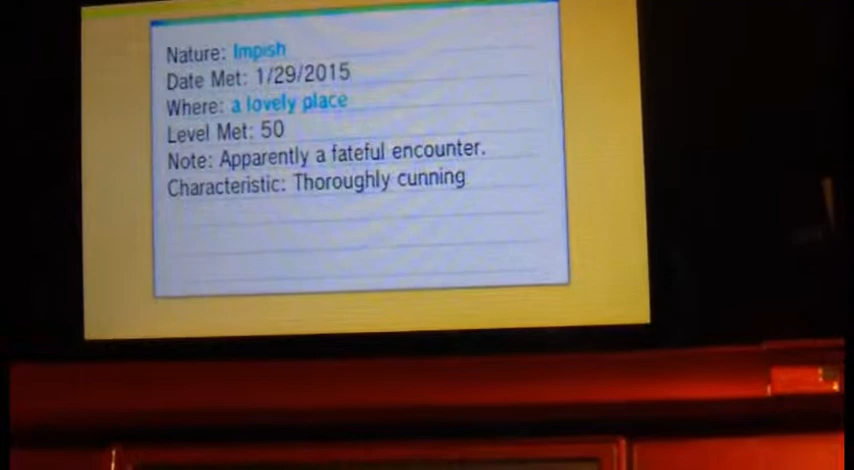 Nature: Impish
Date Met: 1/29/2015
Where: a lovely place
Level Met: 50
Note: Apparently a fateful encounter.
Characteristic: Thoroughly cunning